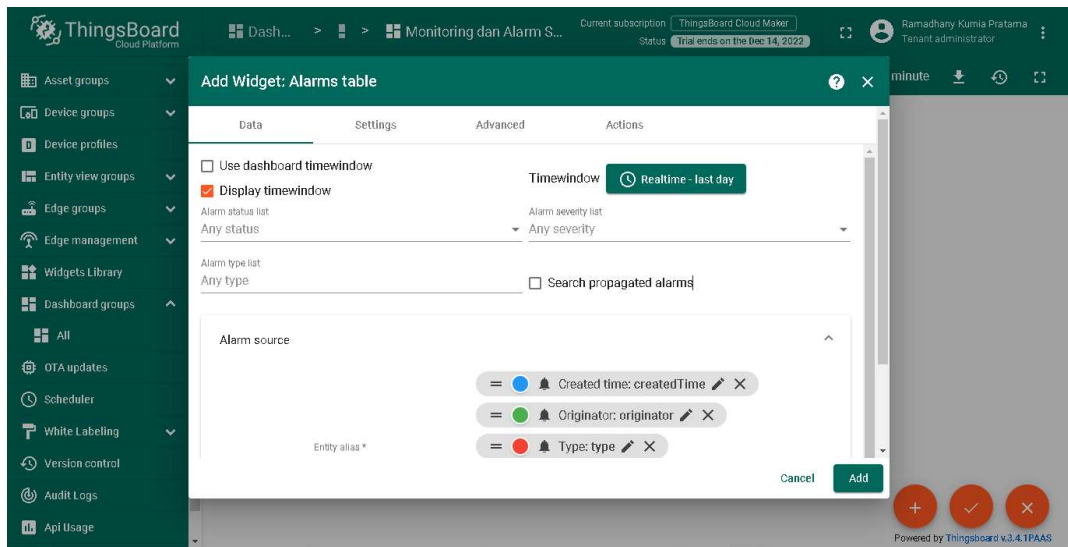 ThingsBoard
Cloud Platform
Dash... > > Monitoring dan Alarm S...
Current subscription ThingsBoard Cloud Maker
Status Trial ends on the Dec 14, 2022
Ramadhany Kurnia Pratama
Tenant administrator
Asset groups
Device groups
Device profiles
Entity view groups
Edge groups
Edge management
Widgets Library
Dashboard groups
All
OTA updates
Scheduler
White Labeling
Version control
Audit Logs
Api Usage
minute
Add Widget: Alarms table
Data Settings Advanced Actions
Use dashboard timewindow
Display timewindow
Timewindow Realtime - last day
Alarm status list
Any status
Alarm severity list
Any severity
Alarm type list
Any type
Search propagated alarms
Alarm source
Created time: createdTime
Originator: originator
Type: type
Entity alias *
Cancel Add
Powered by Thingsboard v.3.4.1PAAS